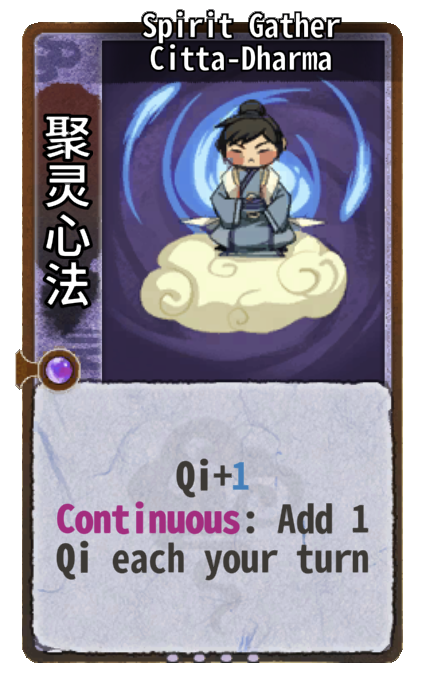 Spirit Gather
Citta-Dharma
聚灵心法
Qi+1
Continuous: Add 1
Qi each your turn